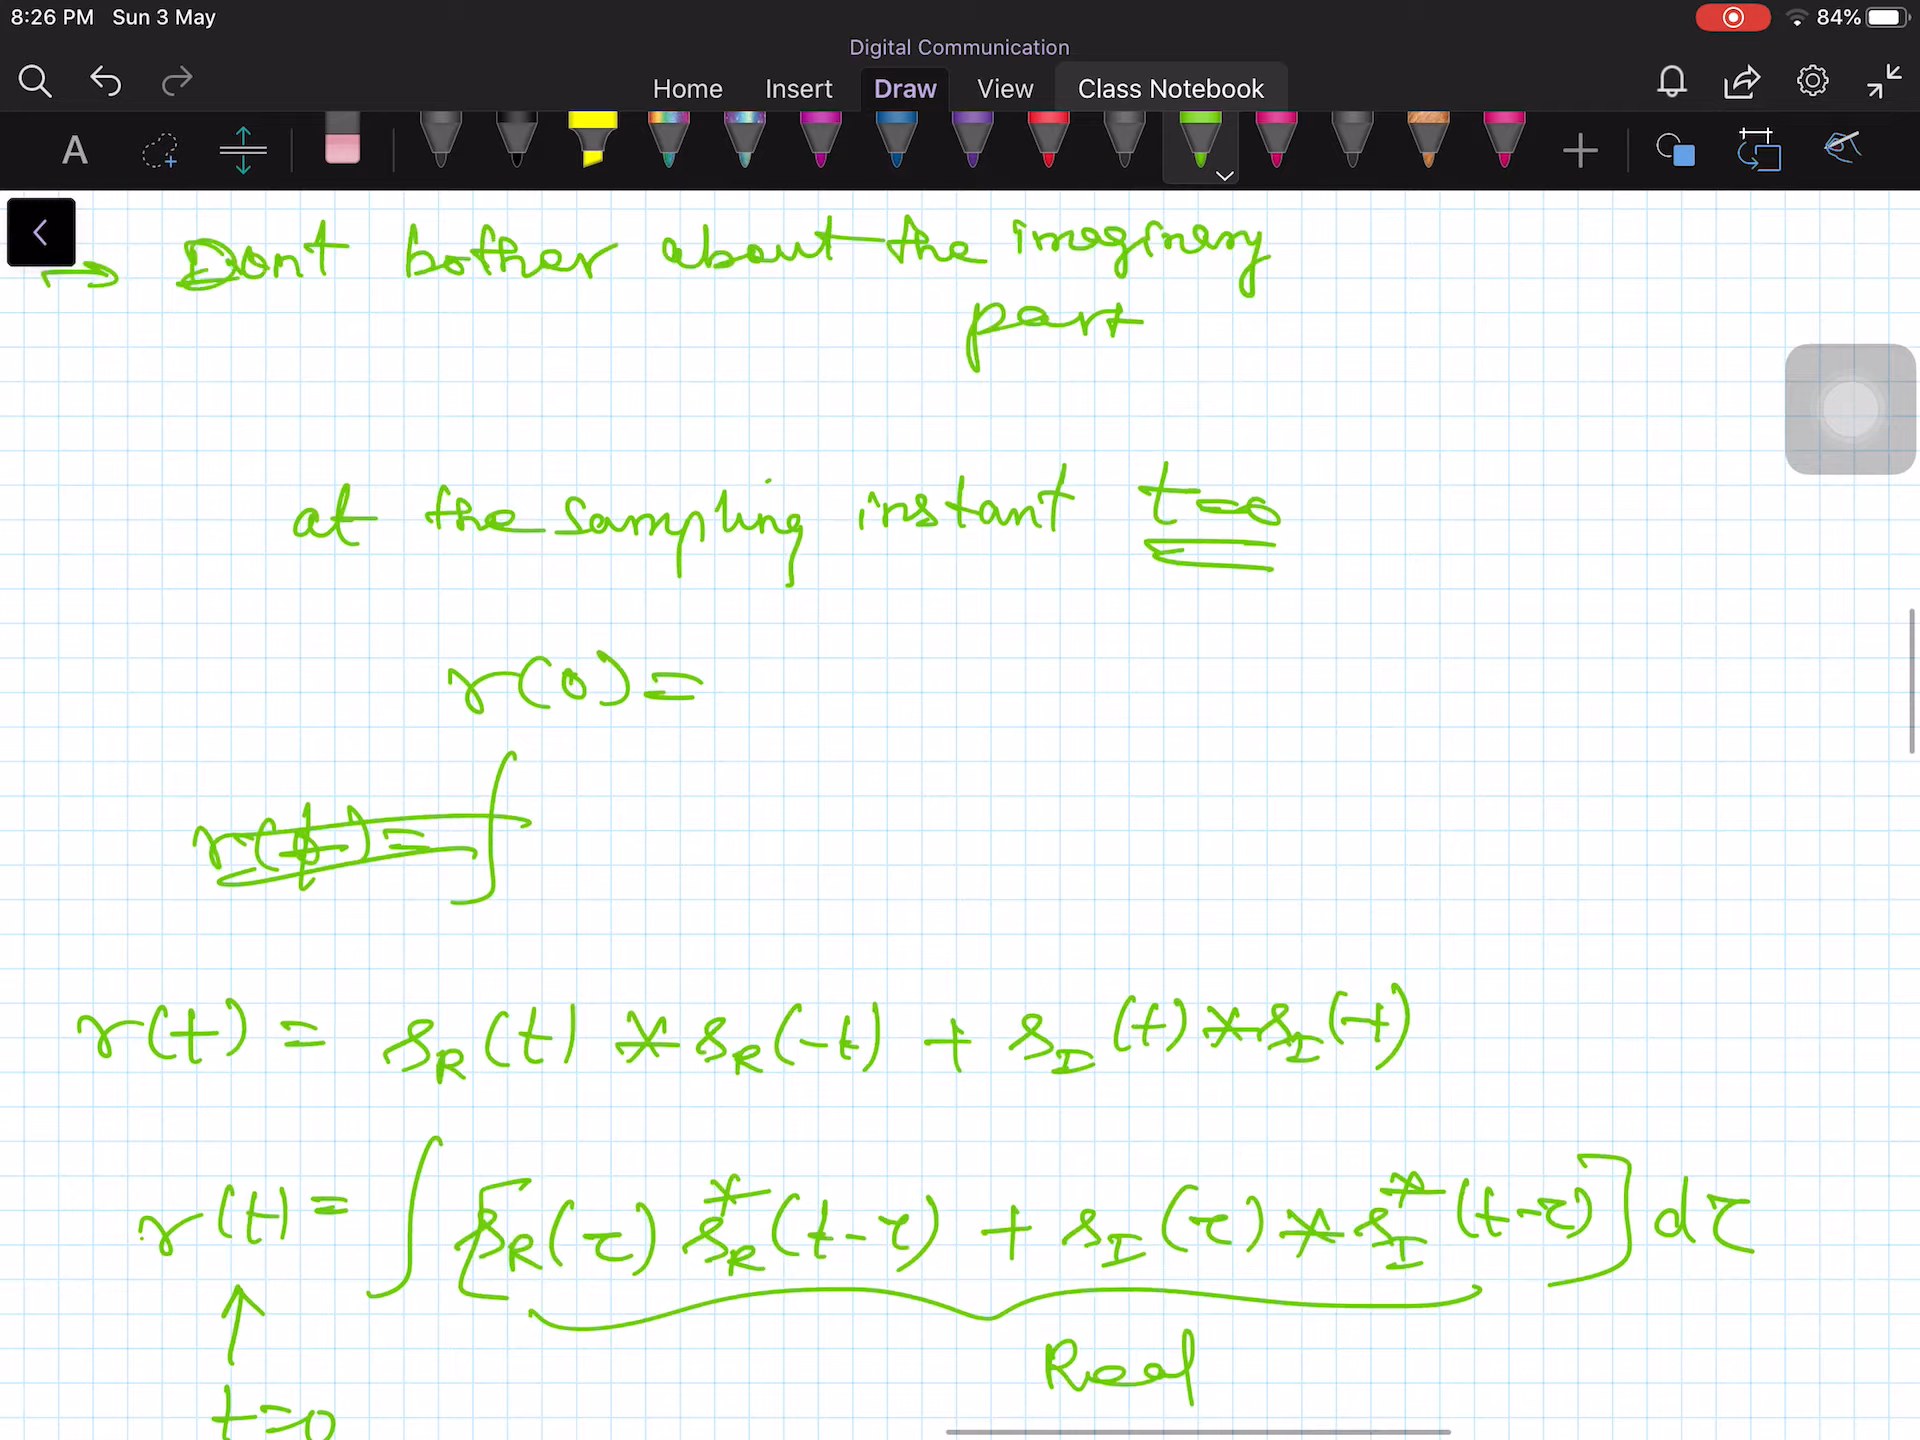 8:26 PM Sun 3 May 84%
Digital Communication
Home Insert Draw View Class Notebook
A
→ Dont bother about the imaginary
part
at the sampling instant t=0
r(0)=
r(t)= ∫
r(t) = s_R(t) * s_R(-t) + s_I(t) * s_I(-t)
r(t) = ∫ [s_R(τ) s_R^*(t-τ) + s_I(τ) * s_I^*(t-τ)] dτ
↑ Real
t=0